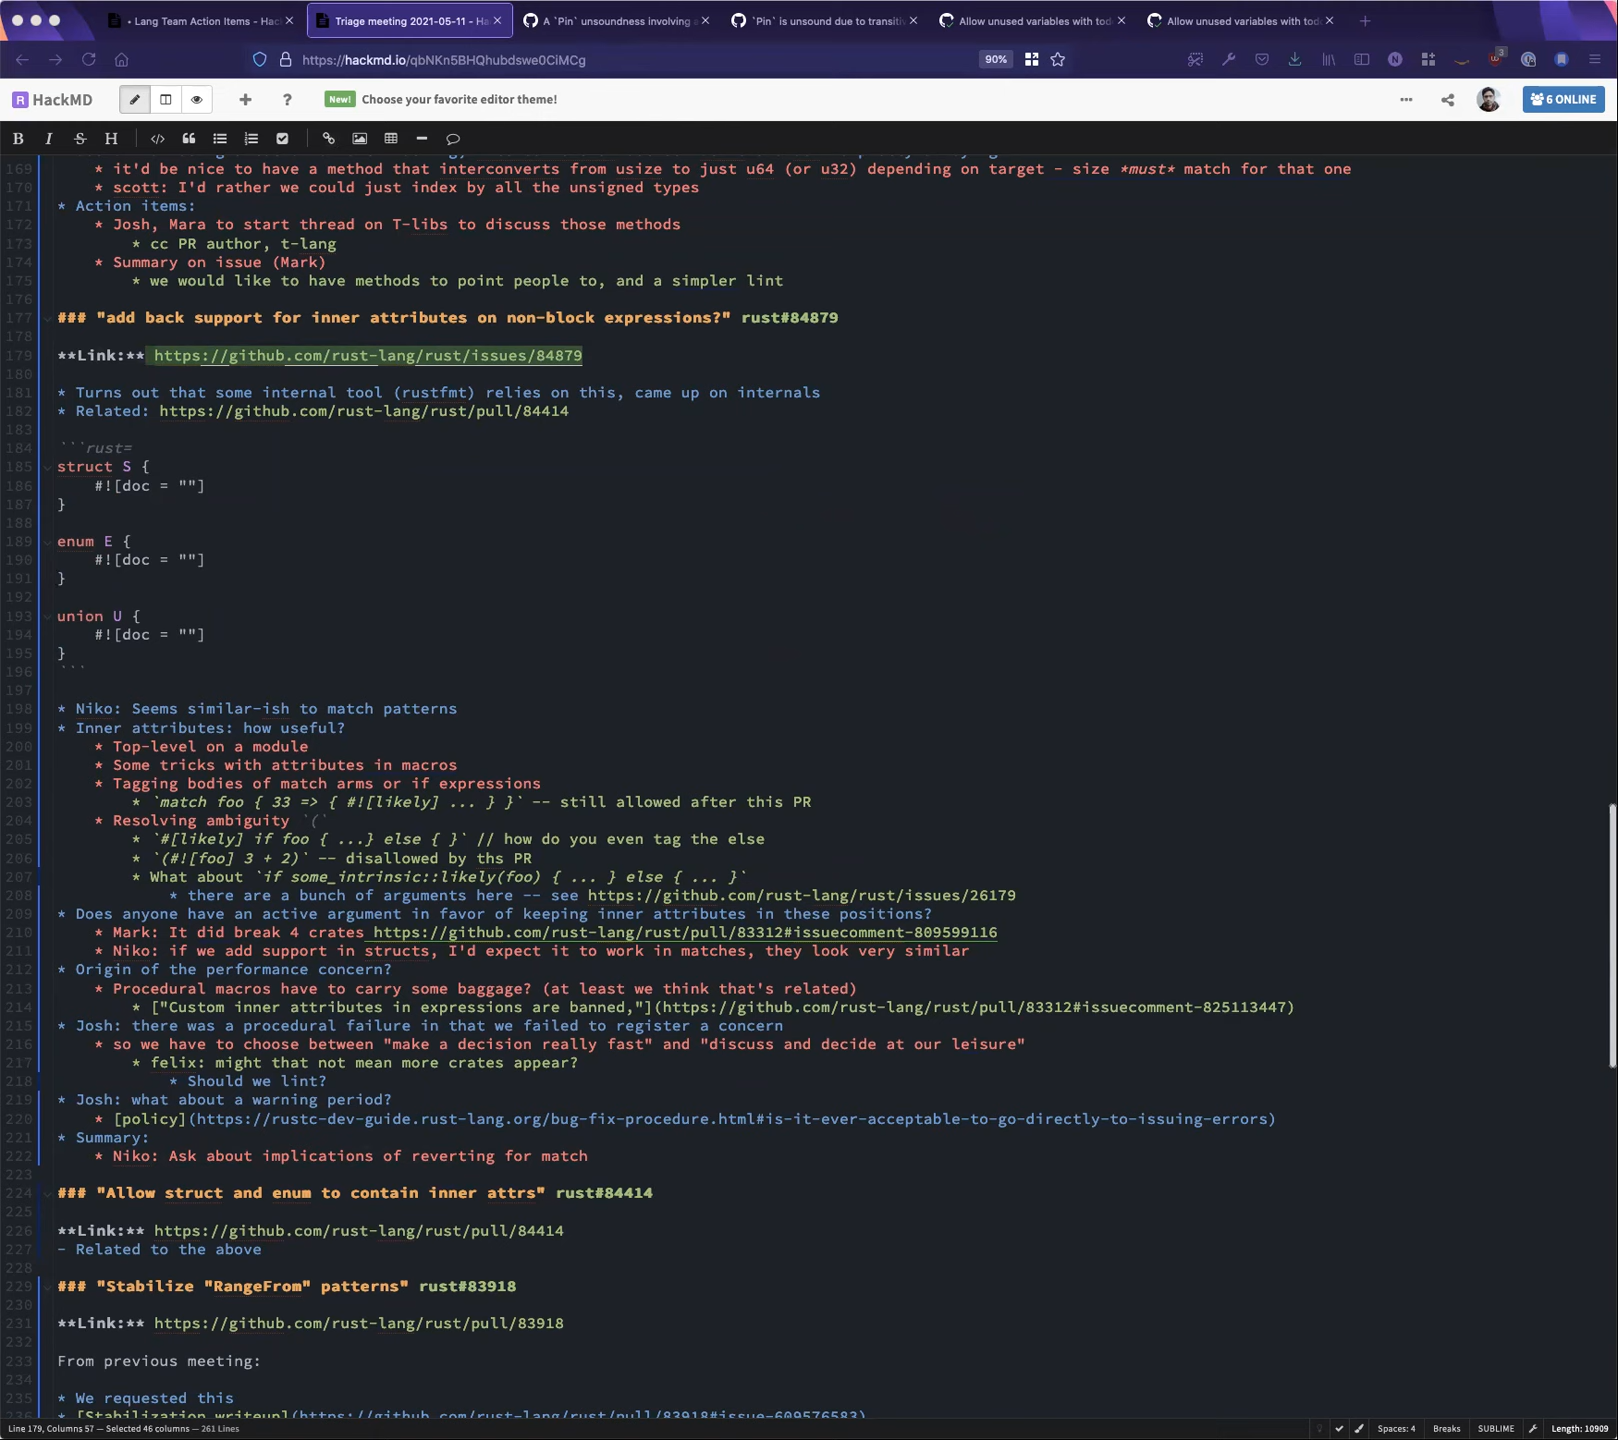 • Lang Team Action Items - Hac
Triage meeting 2021-05-11 - Ha
A `Pin` unsoundness involving a
`Pin` is unsound due to transitiv
Allow unused variables with tod
Allow unused variables with tod
https://hackmd.io/qbNKn5BHQhubdswe0CiMCg
90%
3
HackMD
?
New! Choose your favorite editor theme!
6 ONLINE
B I S H
169 * it'd be nice to have a method that interconverts from usize to just u64 (or u32) depending on target - size *must* match for that one
170 * scott: I'd rather we could just index by all the unsigned types
171 * Action items:
172 * Josh, Mara to start thread on T-libs to discuss those methods
173 * cc PR author, t-lang
174 * Summary on issue (Mark)
175 * we would like to have methods to point people to, and a simpler lint
176
177 ### "add back support for inner attributes on non-block expressions?" rust#84879
178
179 **Link:** https://github.com/rust-lang/rust/issues/84879
180
181 * Turns out that some internal tool (rustfmt) relies on this, came up on internals
182 * Related: https://github.com/rust-lang/rust/pull/84414
183
184 ```rust=
185 struct S {
186 #![doc = ""]
187 }
188
189 enum E {
190 #![doc = ""]
191 }
192
193 union U {
194 #![doc = ""]
195 }
196 ```
197
198 * Niko: Seems similar-ish to match patterns
199 * Inner attributes: how useful?
200 * Top-level on a module
201 * Some tricks with attributes in macros
202 * Tagging bodies of match arms or if expressions
203 * `match foo { 33 => { #![likely] ... } }` -- still allowed after this PR
204 * Resolving ambiguity `(`
205 * `#[likely] if foo { ...} else { }` // how do you even tag the else
206 * `(#![foo] 3 + 2)` -- disallowed by ths PR
207 * What about `if some_intrinsic::likely(foo) { ... } else { ... }`
208 * there are a bunch of arguments here -- see https://github.com/rust-lang/rust/issues/26179
209 * Does anyone have an active argument in favor of keeping inner attributes in these positions?
210 * Mark: It did break 4 crates https://github.com/rust-lang/rust/pull/83312#issuecomment-809599116
211 * Niko: if we add support in structs, I'd expect it to work in matches, they look very similar
212 * Origin of the performance concern?
213 * Procedural macros have to carry some baggage? (at least we think that's related)
214 * ["Custom inner attributes in expressions are banned,"](https://github.com/rust-lang/rust/pull/83312#issuecomment-825113447)
215 * Josh: there was a procedural failure in that we failed to register a concern
216 * so we have to choose between "make a decision really fast" and "discuss and decide at our leisure"
217 * felix: might that not mean more crates appear?
218 * Should we lint?
219 * Josh: what about a warning period?
220 * [policy](https://rustc-dev-guide.rust-lang.org/bug-fix-procedure.html#is-it-ever-acceptable-to-go-directly-to-issuing-errors)
221 * Summary:
222 * Niko: Ask about implications of reverting for match
223
224 ### "Allow struct and enum to contain inner attrs" rust#84414
225
226 **Link:** https://github.com/rust-lang/rust/pull/84414
227 - Related to the above
228
229 ### "Stabilize "RangeFrom" patterns" rust#83918
230
231 **Link:** https://github.com/rust-lang/rust/pull/83918
232
233 From previous meeting:
234
235 * We requested this
236 * [Stabilization writeup](https://github.com/rust-lang/rust/pull/83918#issue-609576583)
Line 179, Columns 57 — Selected 46 columns — 261 Lines
Spaces: 4
Breaks
SUBLIME
Length: 10909